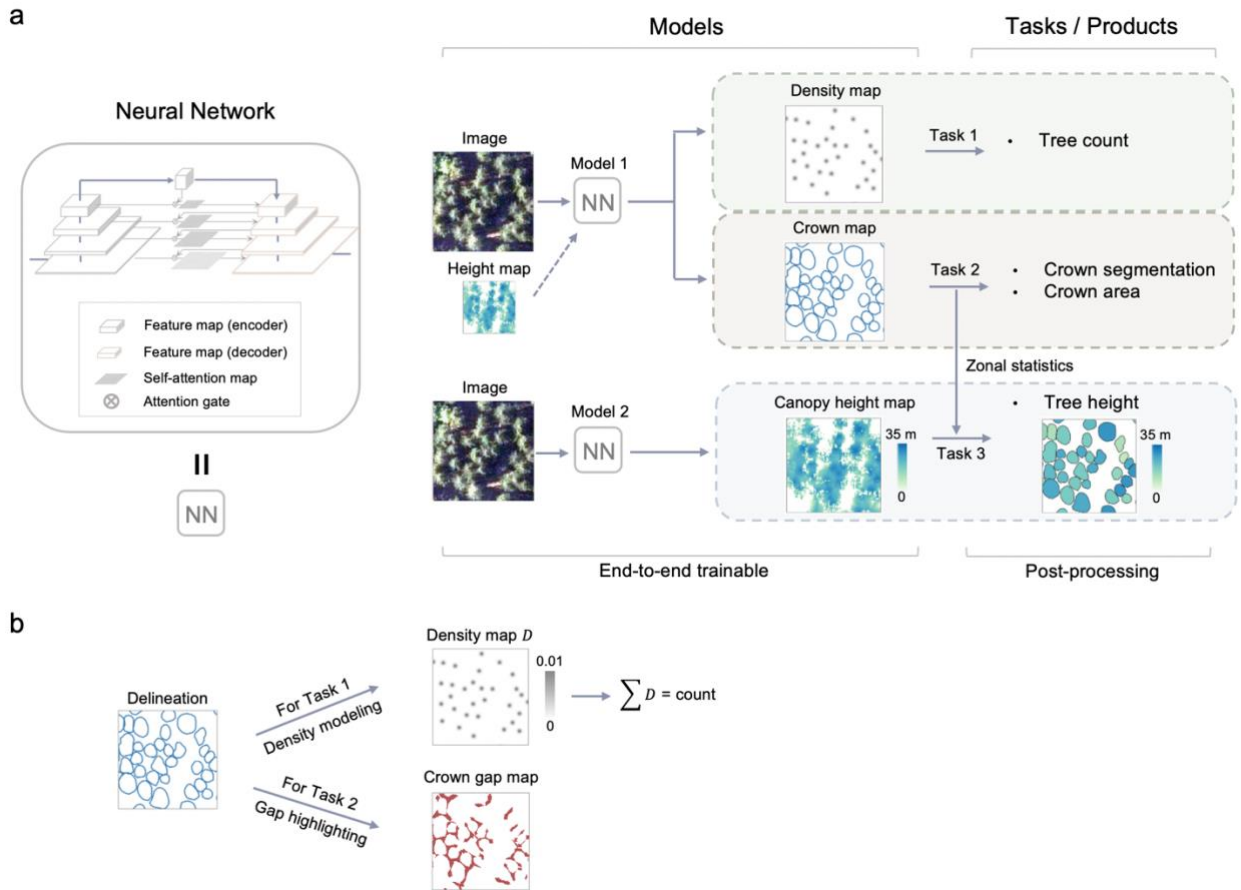 a
Models
Tasks / Products
Neural Network
Feature map (encoder)
Feature map (decoder)
Self-attention map
Attention gate
NN
Image
Height map
Model 1
NN
Density map
Task 1
• Tree count
Crown map
Task 2
• Crown segmentation
• Crown area
Zonal statistics
Image
Model 2
NN
Canopy height map
35 m
0
Task 3
• Tree height
35 m
0
End-to-end trainable
Post-processing
b
Delineation
For Task 1
Density modeling
Density map D
0.01
0
∑ D = count
For Task 2
Gap highlighting
Crown gap map